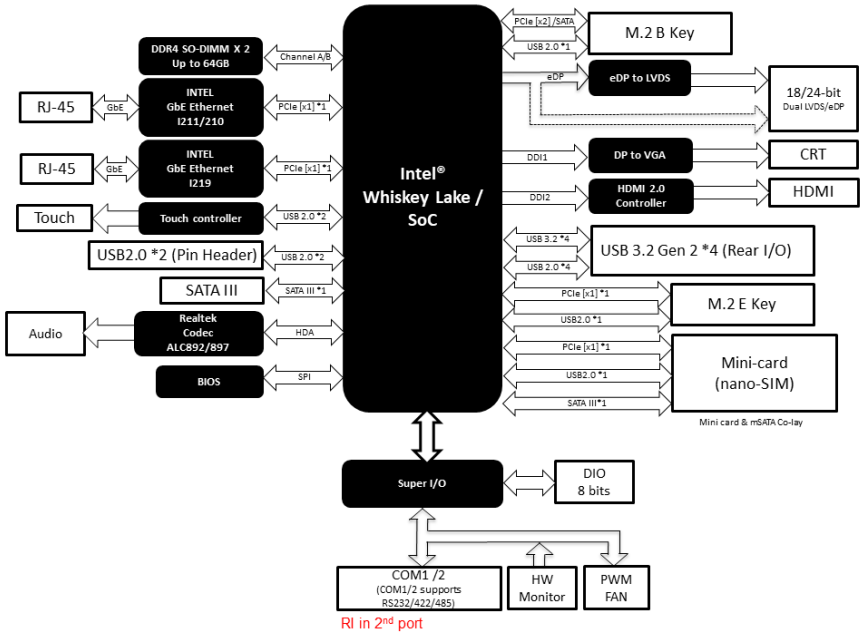 DDR4 SO-DIMM X 2
Up to 64GB
Channel A/B
RJ-45
GbE
INTEL
GbE Ethernet
I211/210
PCIe [x1] *1
RJ-45
GbE
INTEL
GbE Ethernet
I219
PCIe [x1] *1
Touch
Touch controller
USB 2.0 *2
USB2.0 *2 (Pin Header)
USB 2.0 *2
SATA III
SATA III *1
Audio
Realtek
Codec
ALC892/897
HDA
BIOS
SPI
Intel®
Whiskey Lake /
SoC
PCIe [x2] /SATA
USB 2.0 *1
M.2 B Key
eDP
eDP to LVDS
18/24-bit
Dual LVDS/eDP
DDI1
DP to VGA
CRT
DDI2
HDMI 2.0
Controller
HDMI
USB 3.2 *4
USB 2.0 *4
USB 3.2 Gen 2 *4 (Rear I/O)
PCIe [x1] *1
USB2.0 *1
M.2 E Key
PCIe [x1] *1
USB2.0 *1
SATA III*1
Mini-card
(nano-SIM)
Mini card & mSATA Co-lay
Super I/O
DIO
8 bits
COM1 /2
(COM1/2 supports
RS232/422/485)
HW
Monitor
PWM
FAN
RI in 2nd port